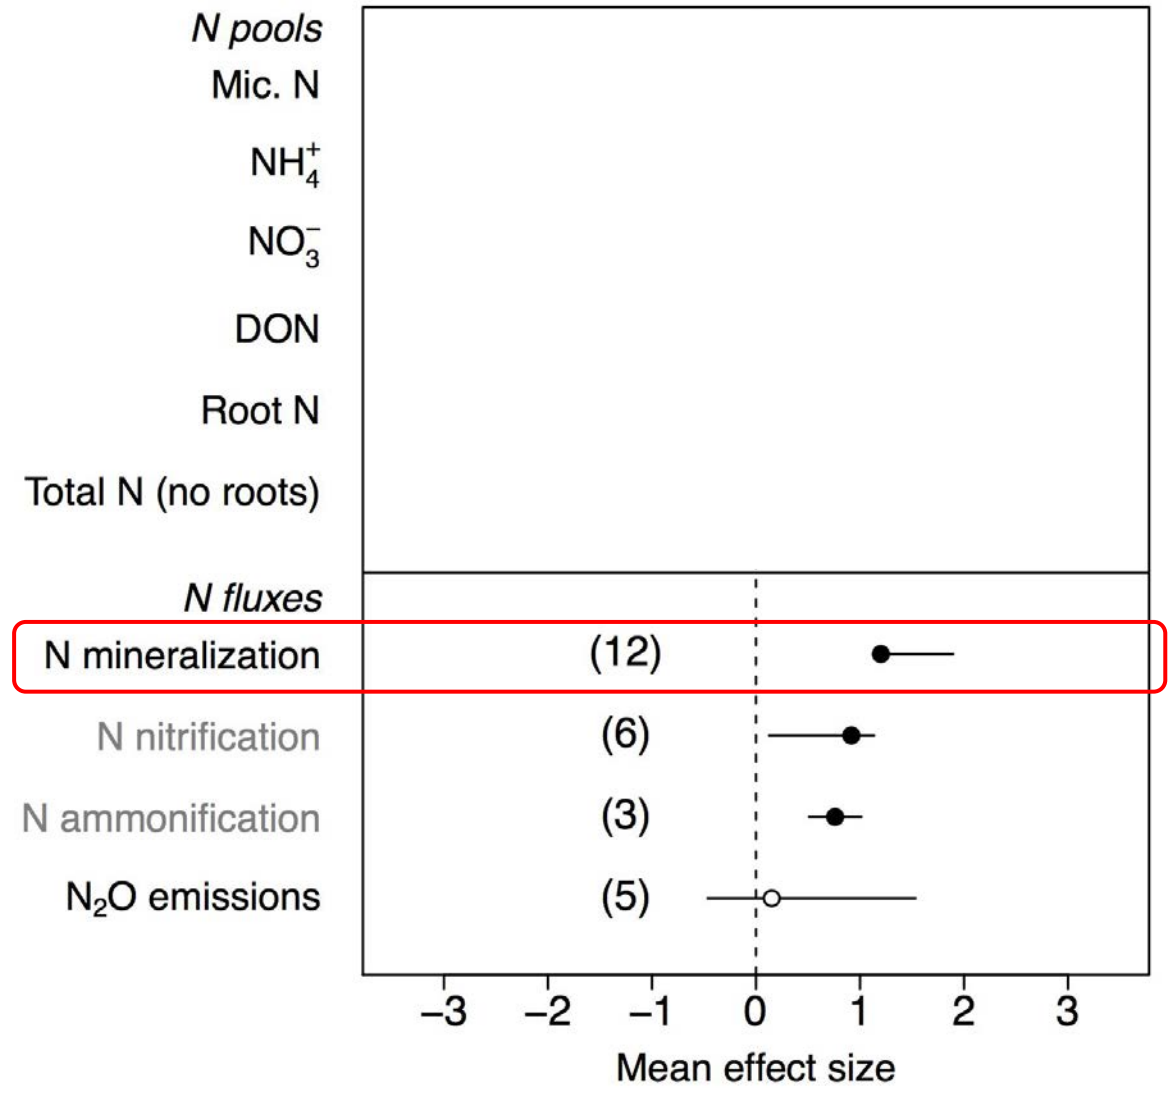 N pools
Mic. N
NH₄⁺
NO₃⁻
DON
Root N
Total N (no roots)
N fluxes
N mineralization (12)
N nitrification (6)
N ammonification (3)
N₂O emissions (5)
–3 –2 –1 0 1 2 3
Mean effect size